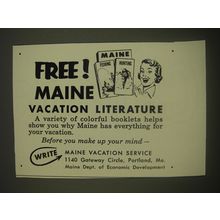 FREE!
MAINE
FISHING
HUNTING
MAINE
VACATION LITERATURE
A variety of colorful booklets helps
show you why Maine has everything for
your vacation.
Before you make up your mind—
WRITE
MAINE VACATION SERVICE
1140 Gateway Circle, Portland, Me.
Maine Dept. of Economic Development